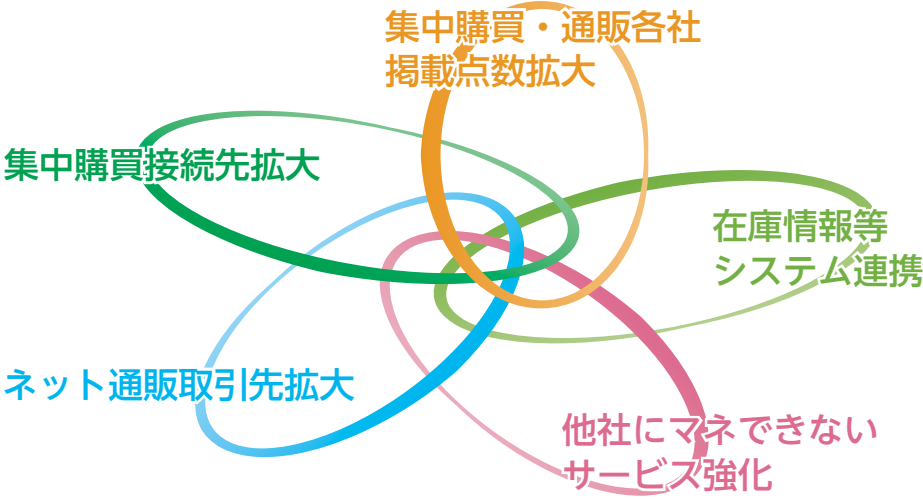 集中購買・通販各社
掲載点数拡大
集中購買接続先拡大
在庫情報等
システム連携
ネット通販取引先拡大
他社にマネできない
サービス強化